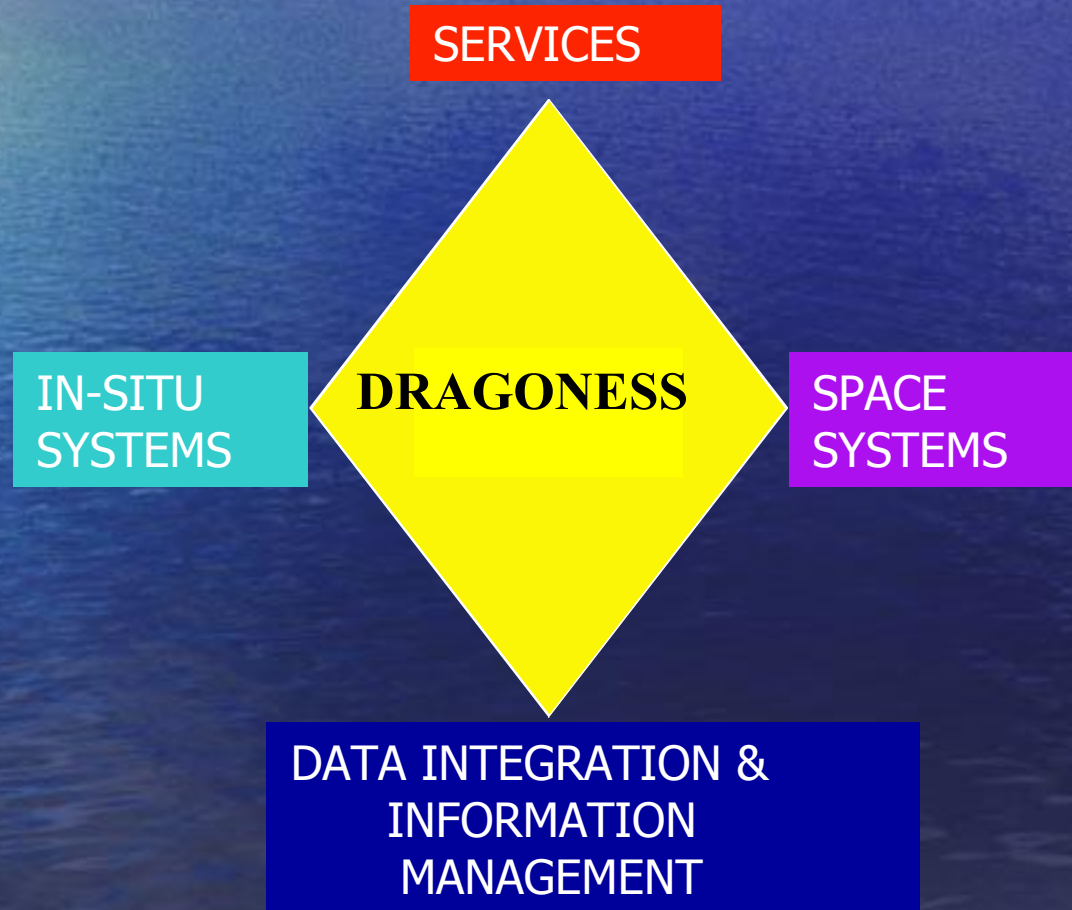 SERVICES
IN-SITU
SYSTEMS
DRAGONESS
SPACE
SYSTEMS
DATA INTEGRATION &
INFORMATION
MANAGEMENT